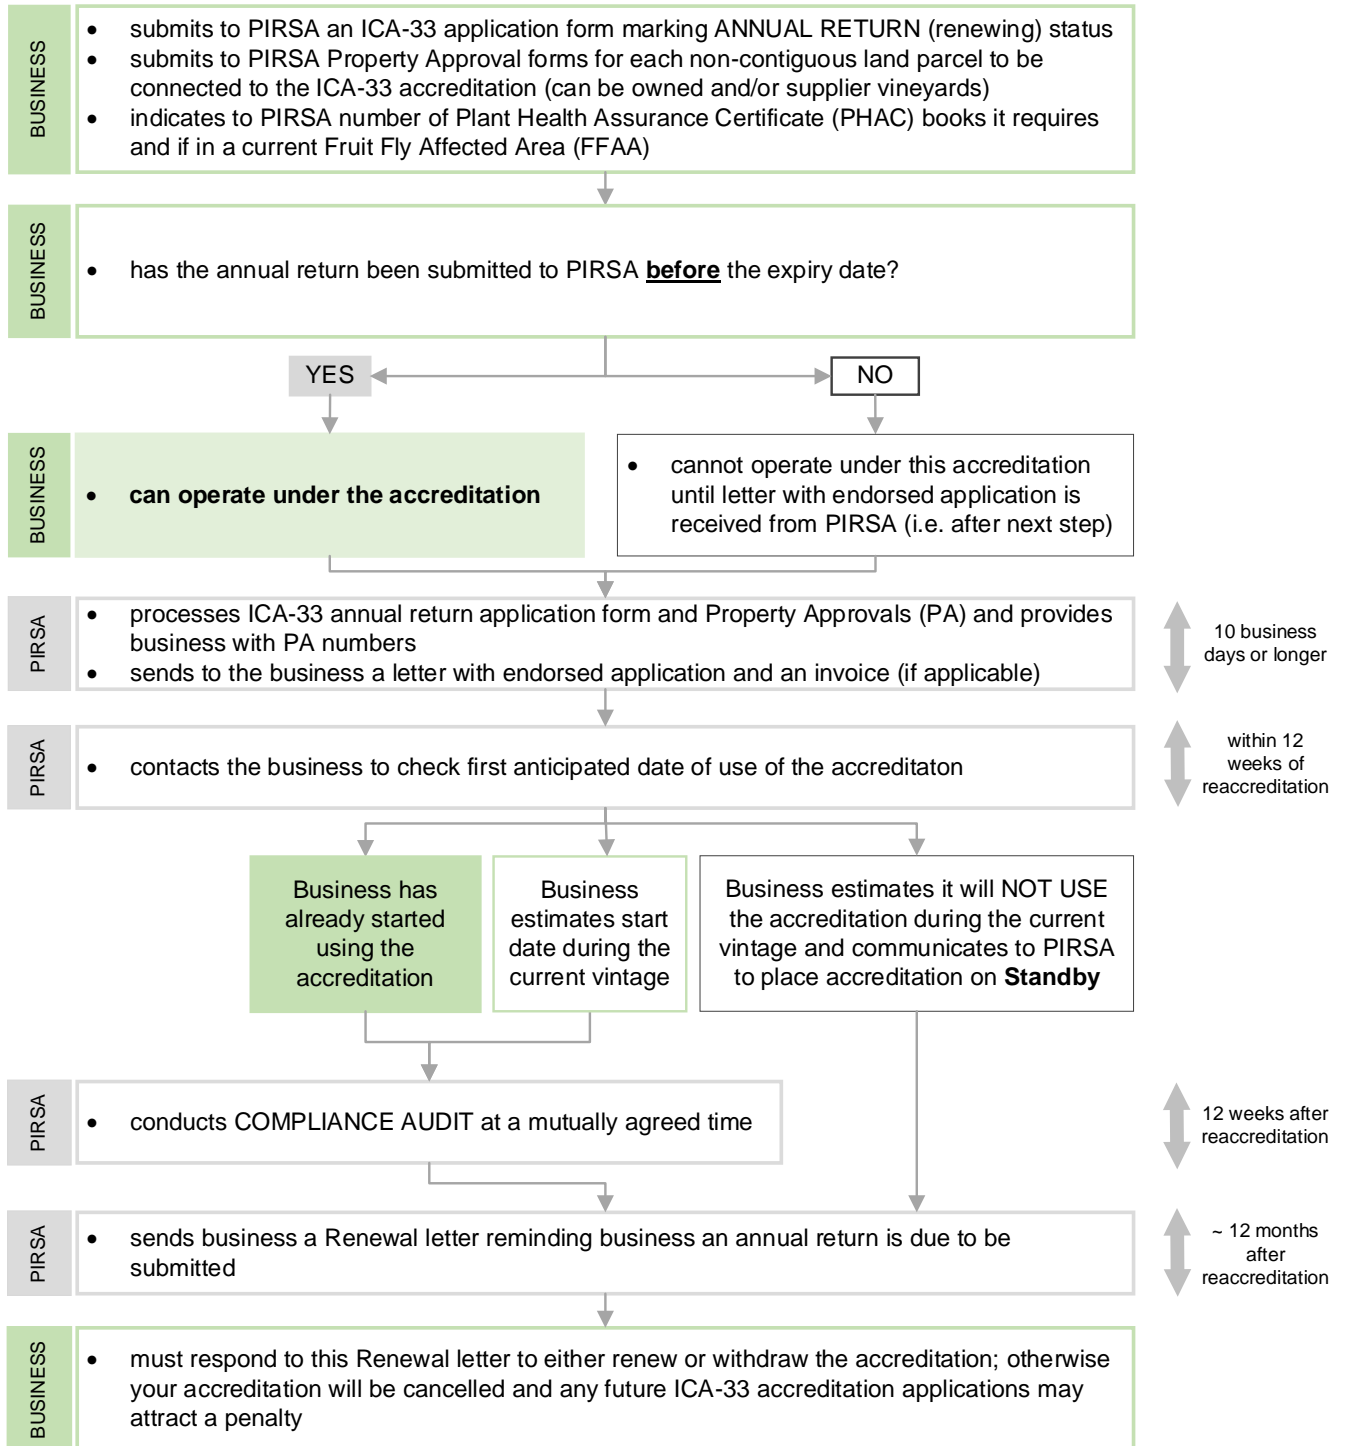 BUSINESS
• submits to PIRSA an ICA-33 application form marking ANNUAL RETURN (renewing) status
• submits to PIRSA Property Approval forms for each non-contiguous land parcel to be
connected to the ICA-33 accreditation (can be owned and/or supplier vineyards)
• indicates to PIRSA number of Plant Health Assurance Certificate (PHAC) books it requires
and if in a current Fruit Fly Affected Area (FFAA)
BUSINESS
• has the annual return been submitted to PIRSA before the expiry date?
YES
NO
BUSINESS
• can operate under the accreditation
• cannot operate under this accreditation
until letter with endorsed application is
received from PIRSA (i.e. after next step)
PIRSA
• processes ICA-33 annual return application form and Property Approvals (PA) and provides
business with PA numbers
• sends to the business a letter with endorsed application and an invoice (if applicable)
10 business
days or longer
PIRSA
• contacts the business to check first anticipated date of use of the accreditaton
within 12
weeks of
reaccreditation
Business has
already started
using the
accreditation
Business
estimates start
date during the
current vintage
Business estimates it will NOT USE
the accreditation during the current
vintage and communicates to PIRSA
to place accreditation on Standby
PIRSA
• conducts COMPLIANCE AUDIT at a mutually agreed time
12 weeks after
reaccreditation
PIRSA
• sends business a Renewal letter reminding business an annual return is due to be
submitted
~ 12 months
after
reaccreditation
BUSINESS
• must respond to this Renewal letter to either renew or withdraw the accreditation; otherwise
your accreditation will be cancelled and any future ICA-33 accreditation applications may
attract a penalty